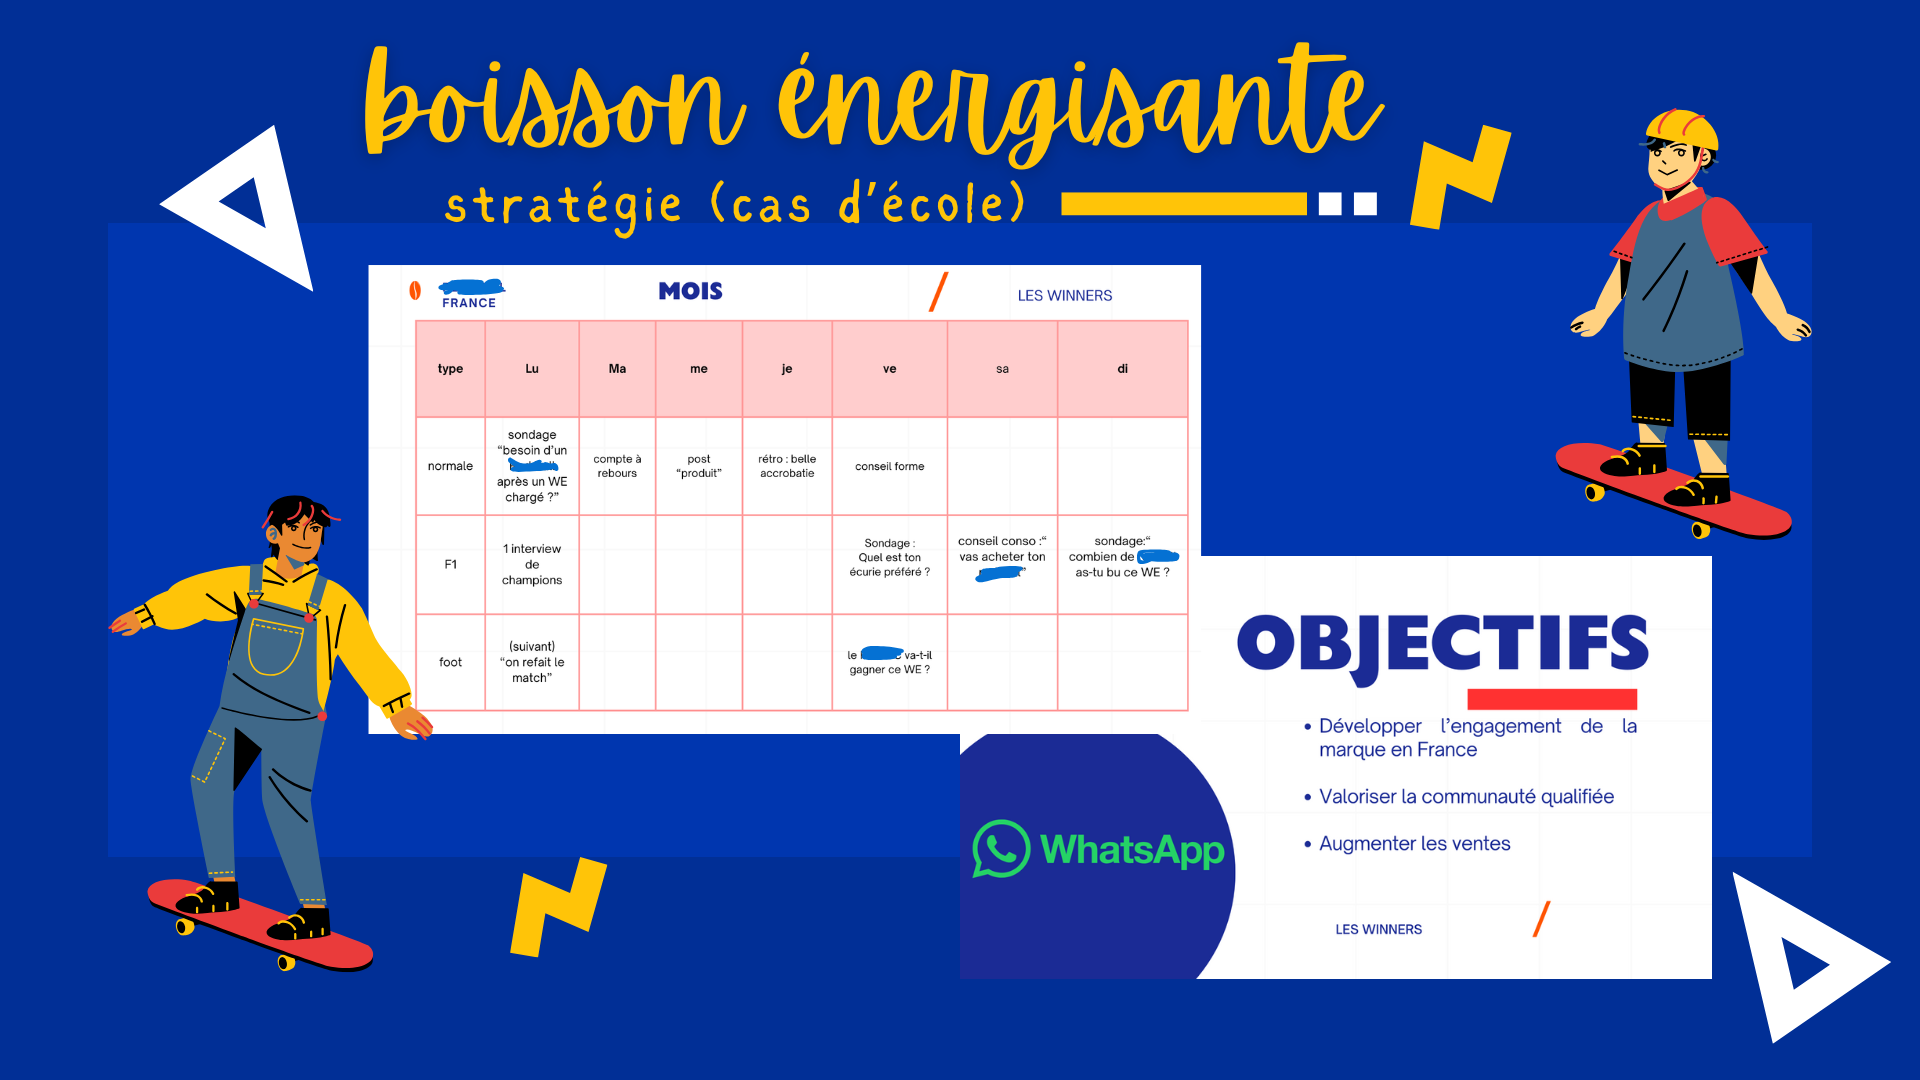 boisson énergisante
stratégie (cas d'école)
FRANCE
MOIS
LES WINNERS
type
Lu
Ma
me
je
ve
sa
di
normale
sondage
“besoin d’un
après un WE
chargé ?”
compte à
rebours
post
“produit”
rétro : belle
accrobatie
conseil forme
F1
1 interview
de
champions
Sondage :
Quel est ton
écurie préféré ?
conseil conso :“
vas acheter ton
”
sondage:“
combien de
as-tu bu ce WE ?
foot
(suivant)
“on refait le
match”
le va-t-il
gagner ce WE ?
OBJECTIFS
• Développer l’engagement de la
marque en France
• Valoriser la communauté qualifiée
• Augmenter les ventes
WhatsApp
LES WINNERS